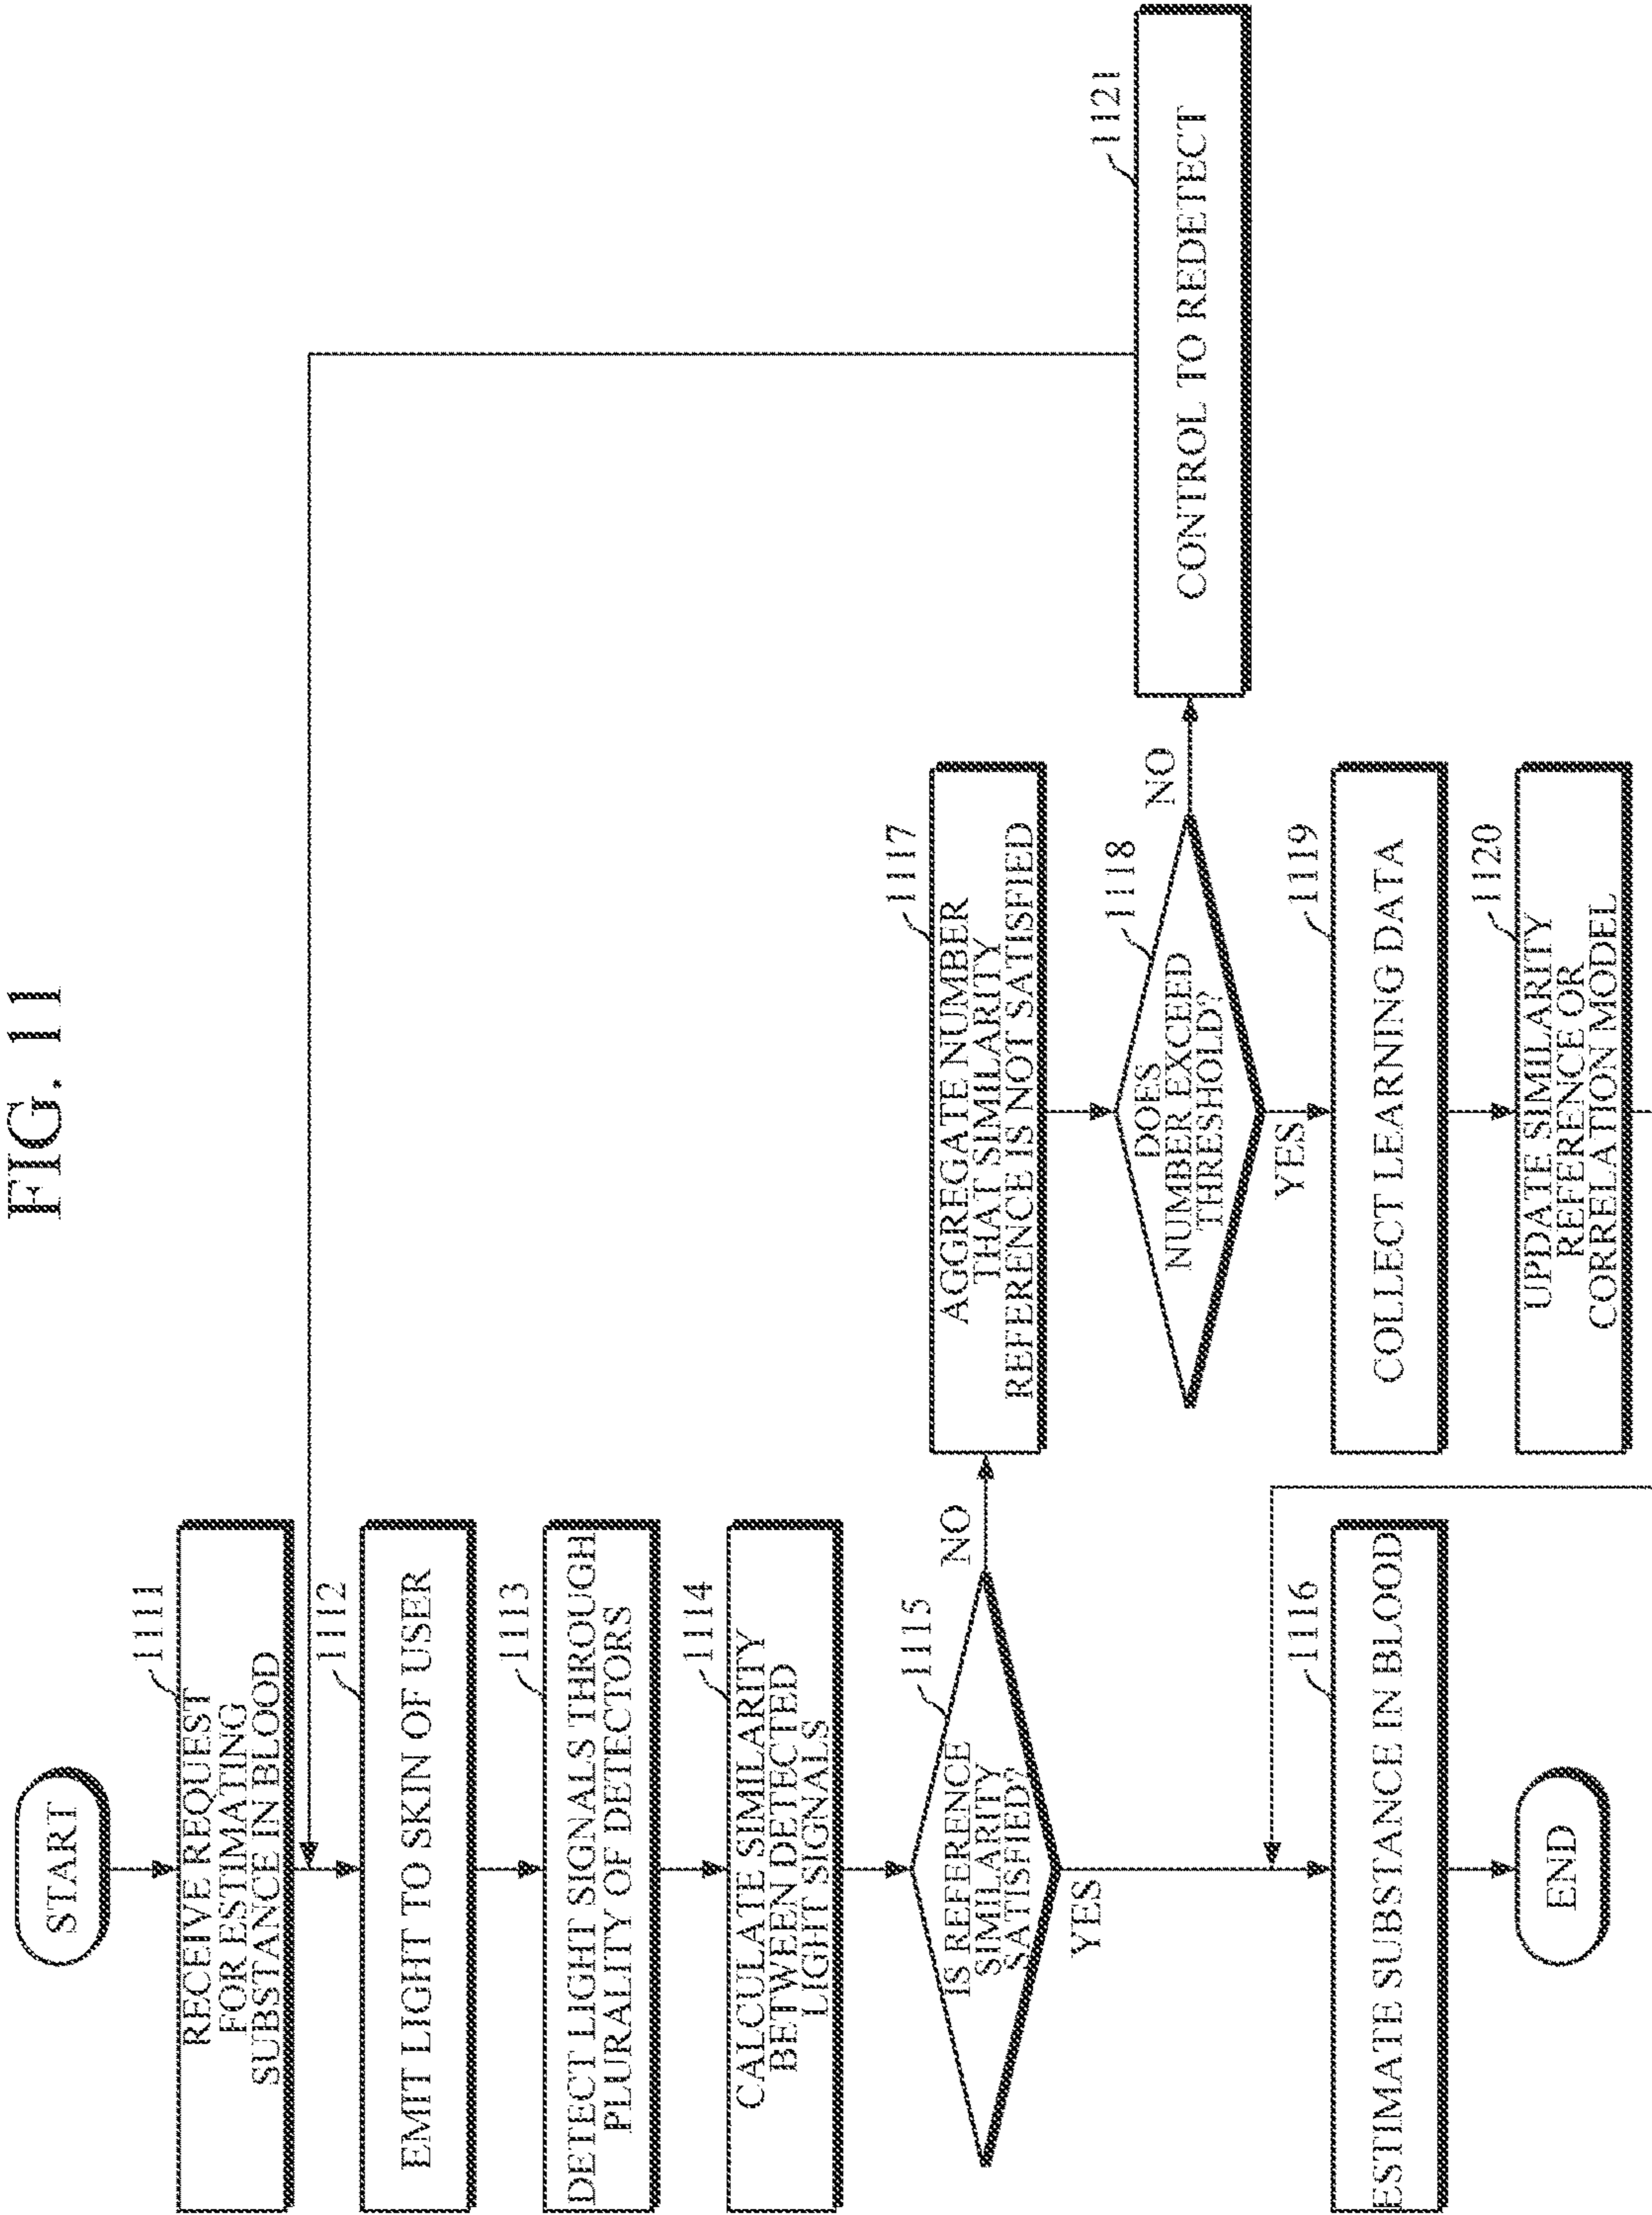 FIG. 11
START
1111
RECEIVE REQUEST
FOR ESTIMATING
SUBSTANCE IN BLOOD
1112
EMIT LIGHT TO SKIN OF USER
1113
DETECT LIGHT SIGNALS THROUGH
PLURALITY OF DETECTORS
1114
CALCULATE SIMILARITY
BETWEEN DETECTED
LIGHT SIGNALS
1115
IS REFERENCE
SIMILARITY
SATISFIED?
NO
YES
1116
ESTIMATE SUBSTANCE IN BLOOD
END
1117
AGGREGATE NUMBER
THAT SIMILARITY
REFERENCE IS NOT SATISFIED
1118
DOES
NUMBER EXCEED
THRESHOLD?
NO
YES
1119
COLLECT LEARNING DATA
1120
UPDATE SIMILARITY
REFERENCE OR
CORRELATION MODEL
1121
CONTROL TO REDETECT